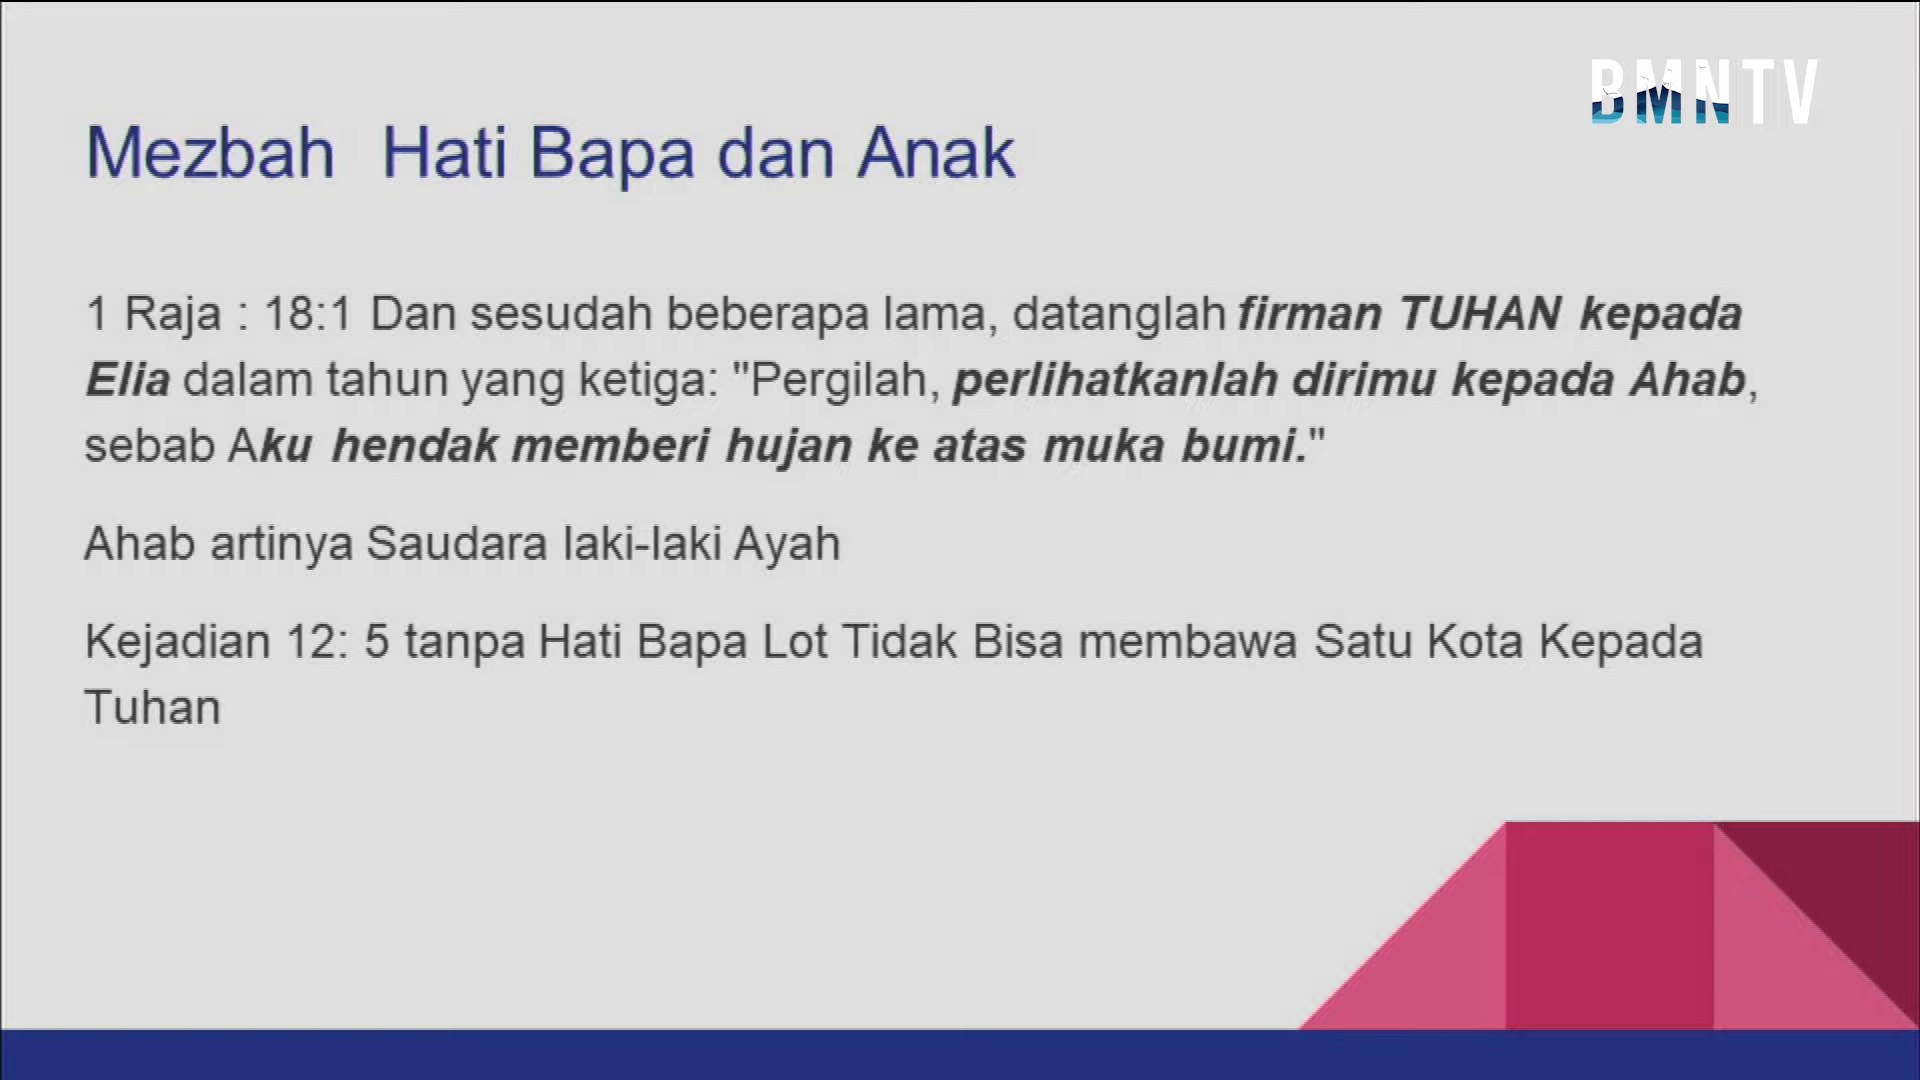 BMNTV
Mezbah  Hati Bapa dan Anak
1 Raja : 18:1 Dan sesudah beberapa lama, datanglah firman TUHAN kepada
Elia dalam tahun yang ketiga: "Pergilah, perlihatkanlah dirimu kepada Ahab,
sebab Aku hendak memberi hujan ke atas muka bumi."
Ahab artinya Saudara laki-laki Ayah
Kejadian 12: 5 tanpa Hati Bapa Lot Tidak Bisa membawa Satu Kota Kepada
Tuhan